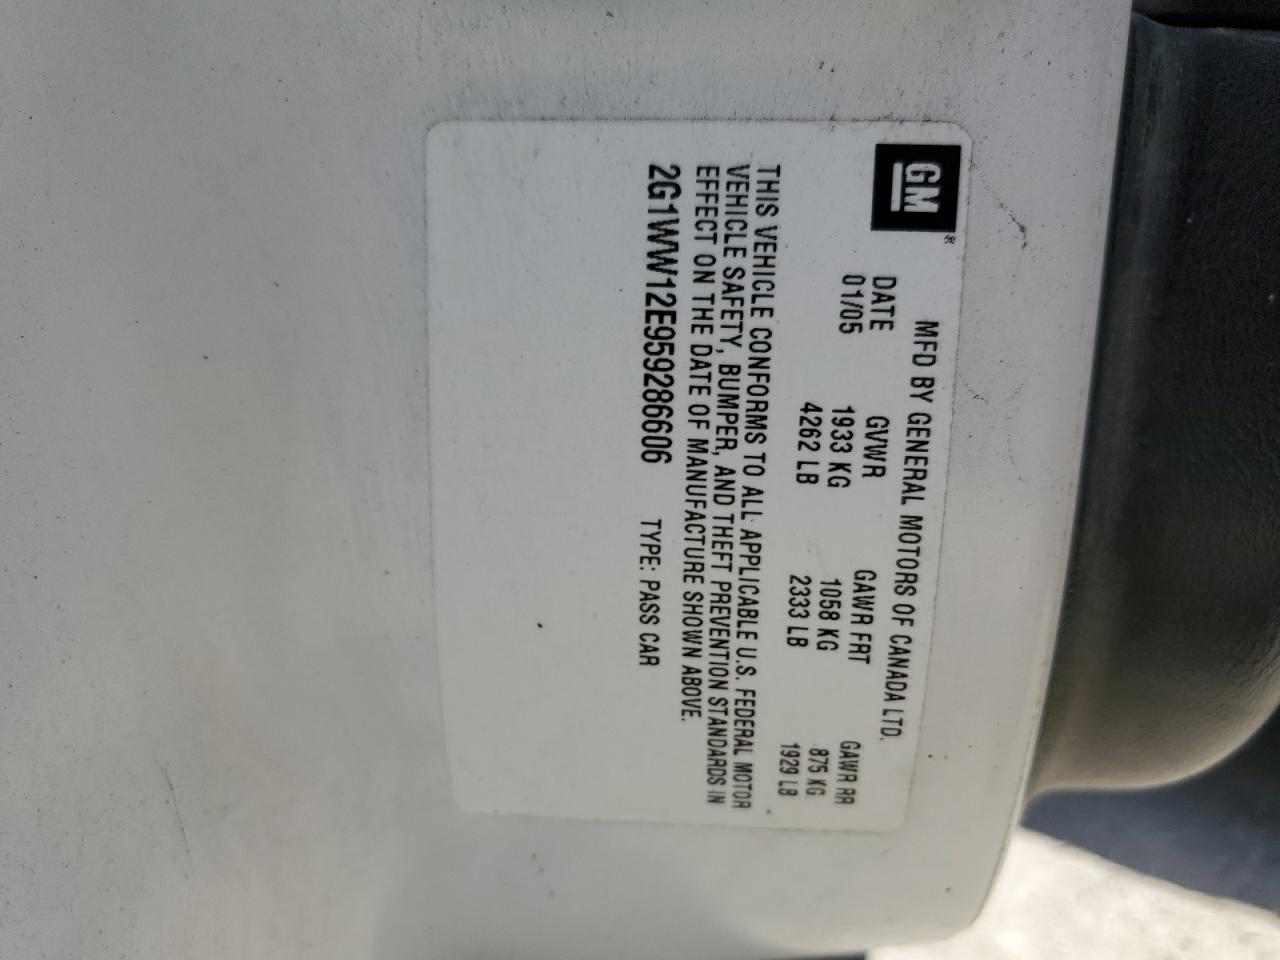 GM®
MFD BY GENERAL MOTORS OF CANADA LTD.
DATE GVWR GAWR FRT GAWR RR
01/05 1933 KG 1058 KG 875 KG
4262 LB 2333 LB 1929 LB
THIS VEHICLE CONFORMS TO ALL APPLICABLE U.S. FEDERAL MOTOR
VEHICLE SAFETY, BUMPER, AND THEFT PREVENTION STANDARDS IN
EFFECT ON THE DATE OF MANUFACTURE SHOWN ABOVE.
2G1WW12E959286606 TYPE: PASS CAR